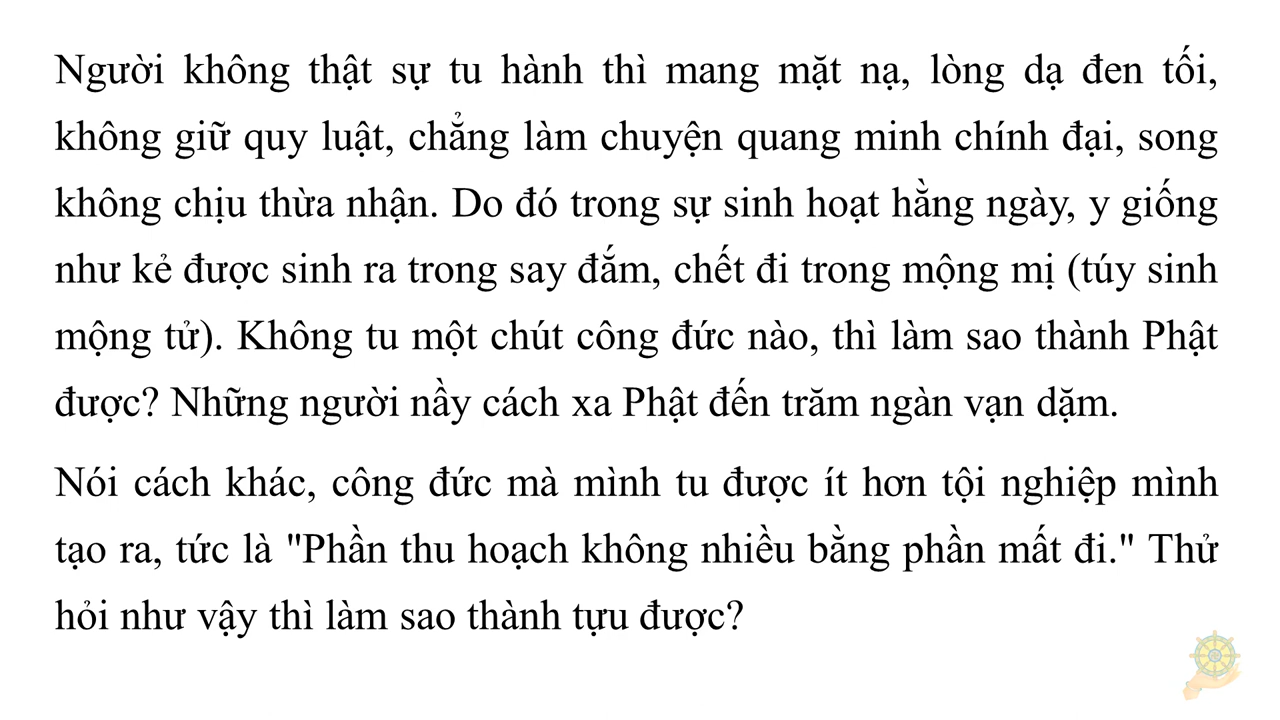 Người không thật sự tu hành thì mang mặt nạ, lòng dạ đen tối,
không giữ quy luật, chẳng làm chuyện quang minh chính đại, song
không chịu thừa nhận. Do đó trong sự sinh hoạt hằng ngày, y giống
như kẻ được sinh ra trong say đắm, chết đi trong mộng mị (túy sinh
mộng tử). Không tu một chút công đức nào, thì làm sao thành Phật
được? Những người nầy cách xa Phật đến trăm ngàn vạn dặm.
Nói cách khác, công đức mà mình tu được ít hơn tội nghiệp mình
tạo ra, tức là "Phần thu hoạch không nhiều bằng phần mất đi." Thử
hỏi như vậy thì làm sao thành tựu được?